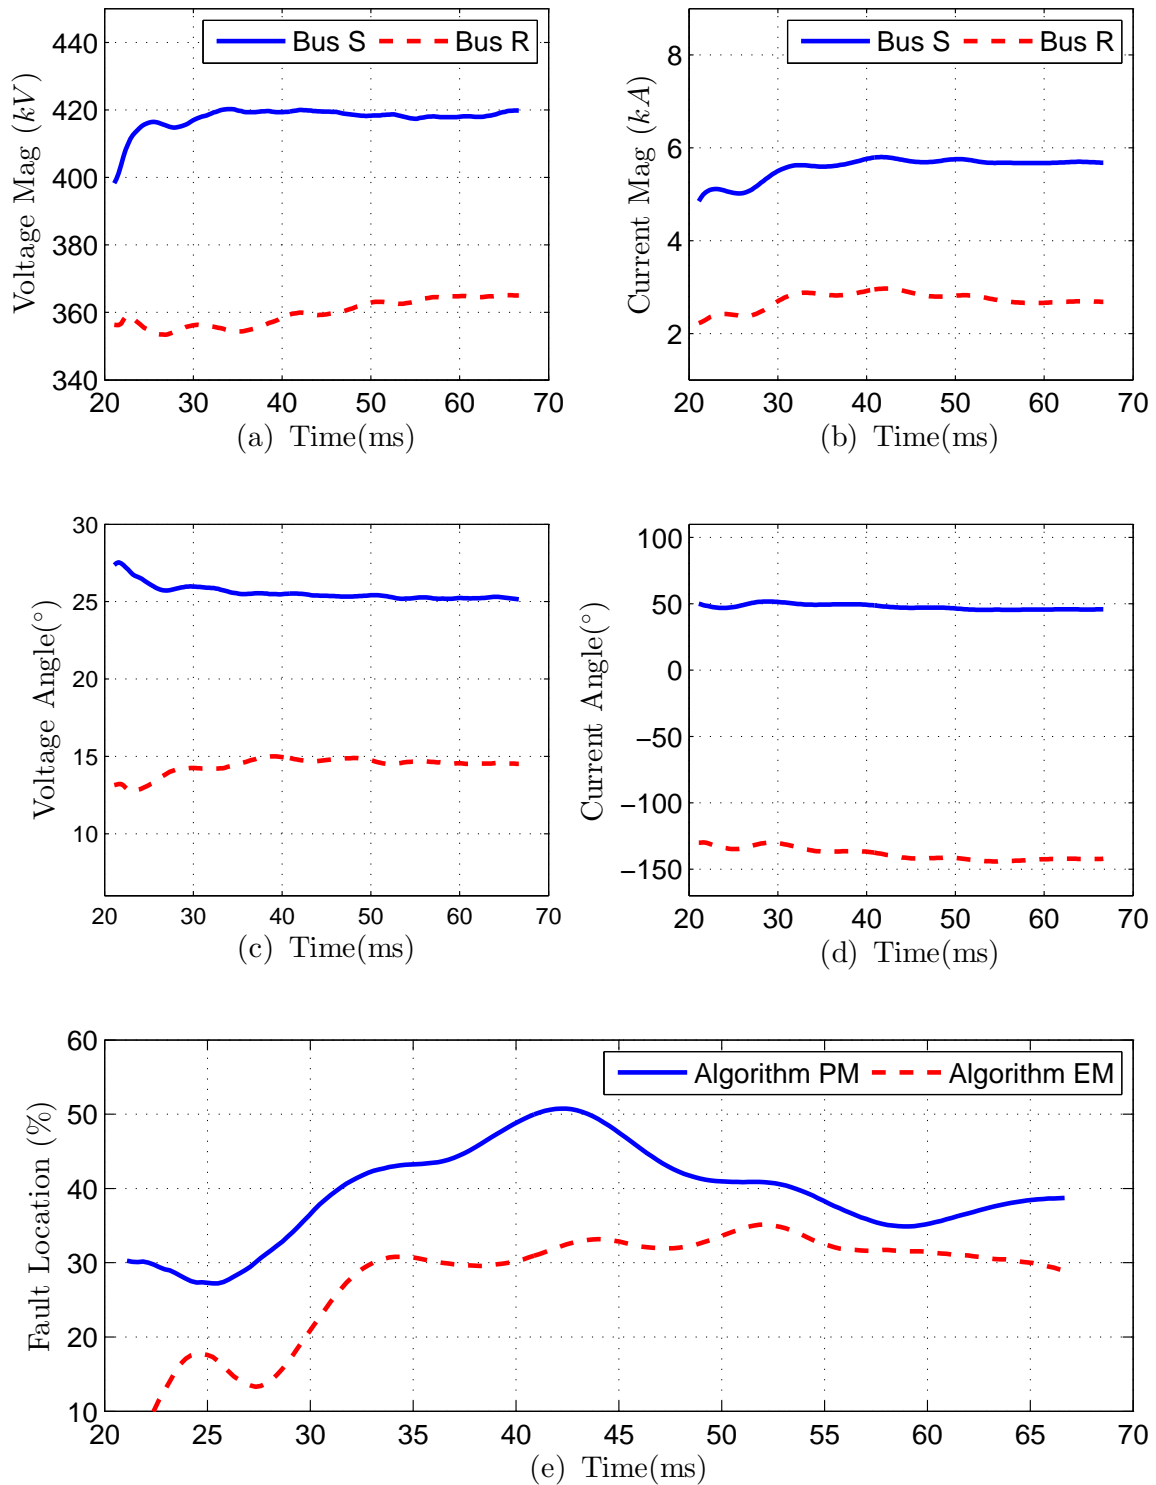 Bus S Bus R
440
420
400
380
360
340
Voltage Mag (kV)
20 30 40 50 60 70
(a) Time(ms)
Bus S Bus R
8
6
4
2
Current Mag (kA)
20 30 40 50 60 70
(b) Time(ms)
30
25
20
15
10
Voltage Angle(°)
20 30 40 50 60 70
(c) Time(ms)
100
50
0
−50
−100
−150
Current Angle(°)
20 30 40 50 60 70
(d) Time(ms)
Algorithm PM Algorithm EM
60
50
40
30
20
10
Fault Location (%)
20 25 30 35 40 45 50 55 60 65 70
(e) Time(ms)